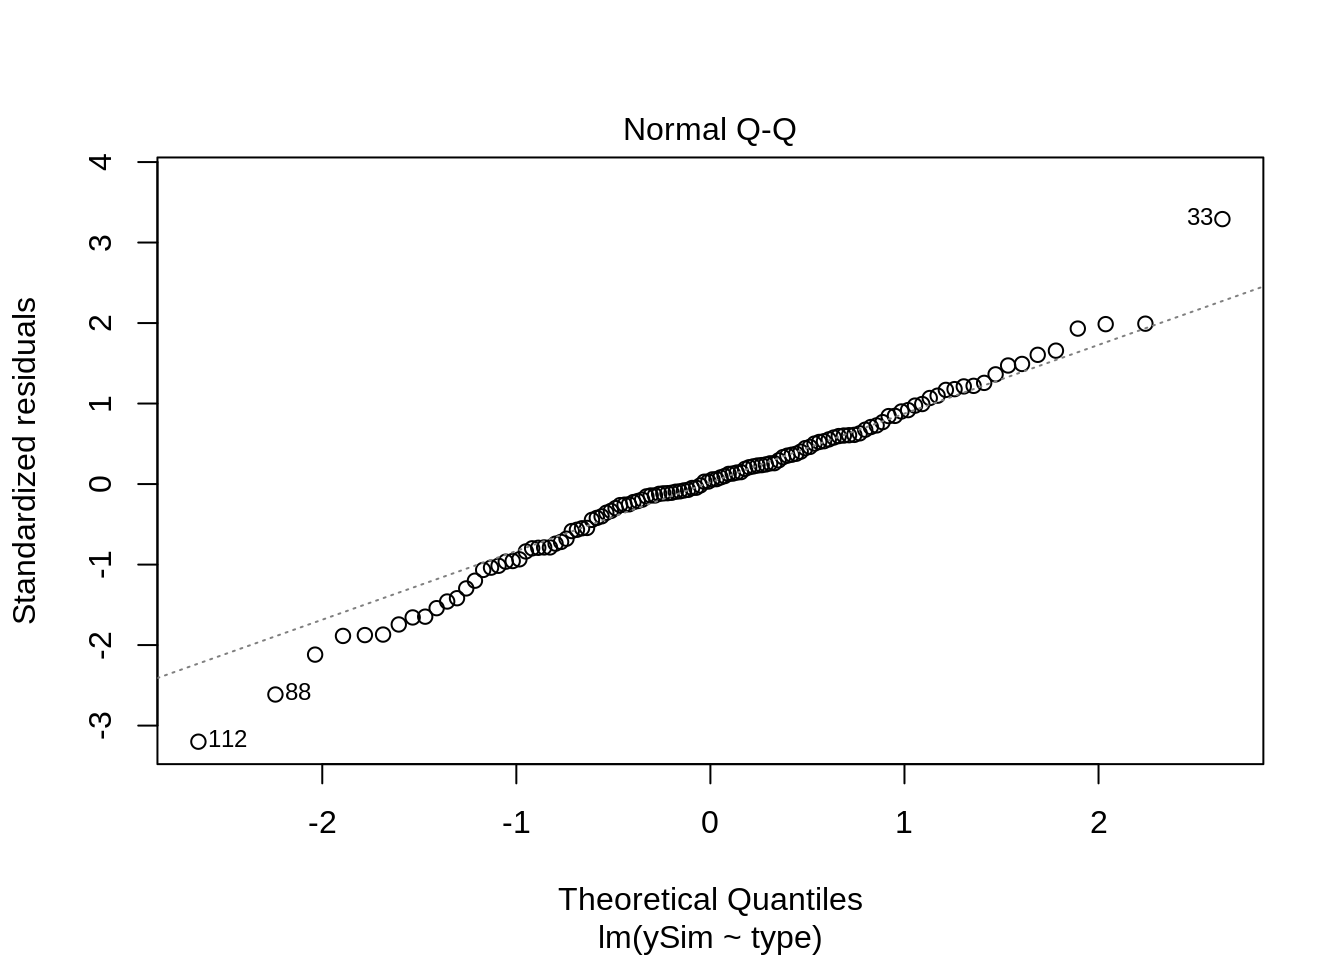 Normal Q-Q
Standardized residuals
4
3
2
1
0
-1
-2
-3
33
88
112
-2 -1 0 1 2
Theoretical Quantiles
lm(ySim ~ type)